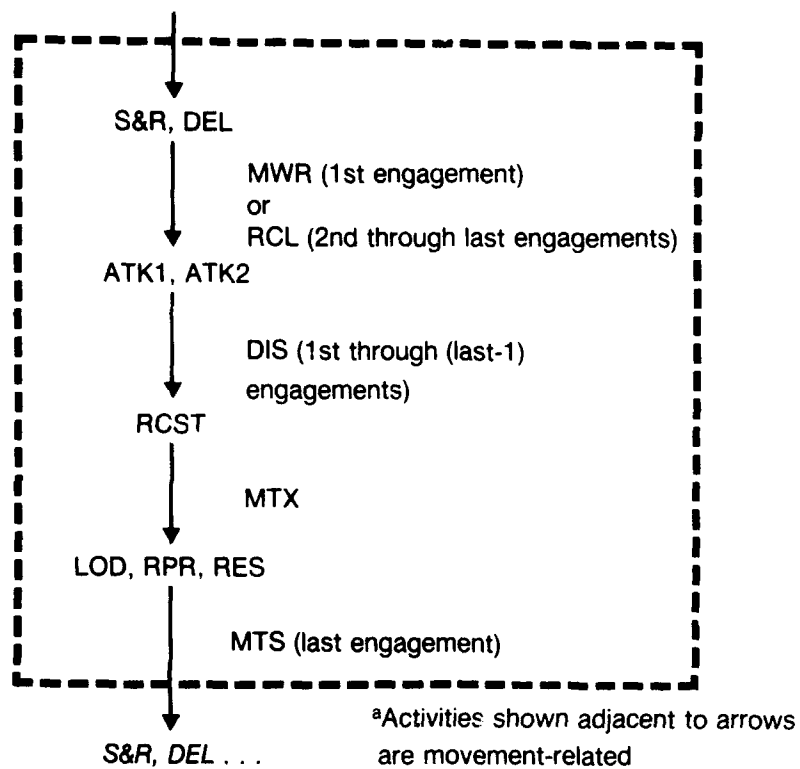 S&R, DEL
MWR (1st engagement)
or
RCL (2nd through last engagements)
ATK1, ATK2
DIS (1st through (last-1)
engagements)
RCST
MTX
LOD, RPR, RES
MTS (last engagement)
aActivities shown adjacent to arrows
S&R, DEL . . .
are movement-related